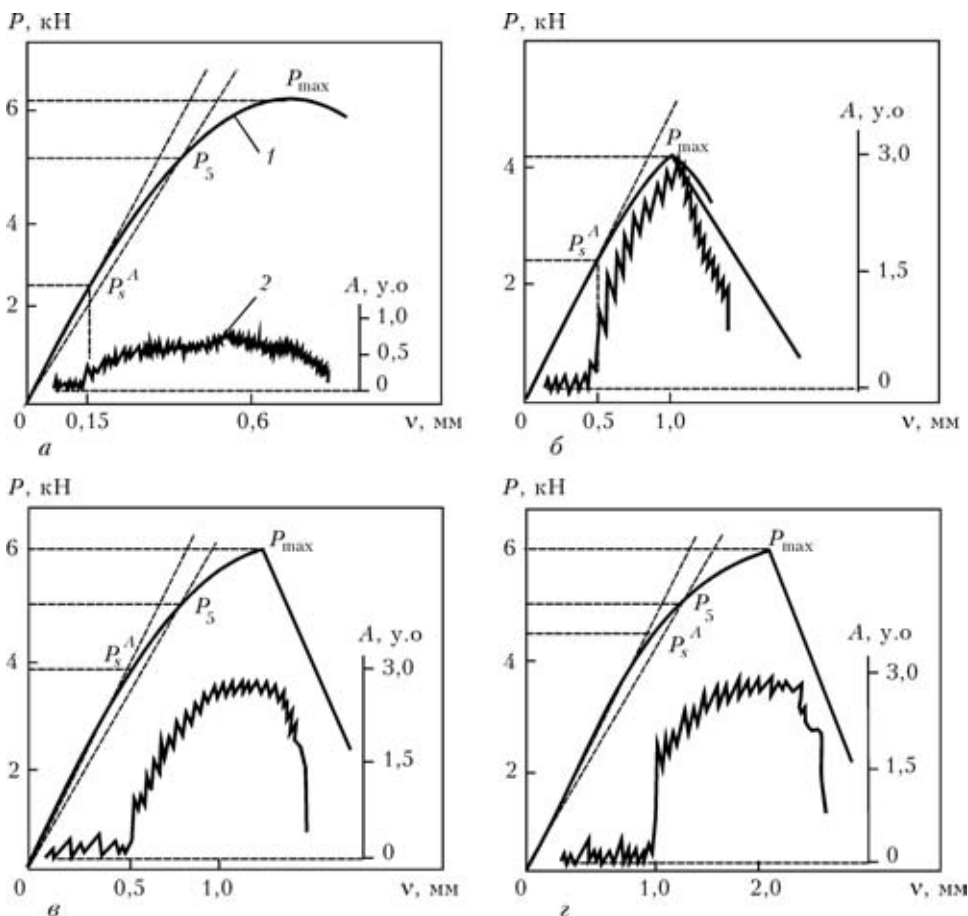 P, кН
6
4
2
0
P_max
P_5
P_s^A
1
2
A, у.о
1,0
0,5
0
0,15
0,6
ν, мм
а
P, кН
4
2
0
P_max
P_s^A
A, у.о
3,0
1,5
0
0,5
1,0
ν, мм
б
P, кН
6
4
2
0
P_max
P_5
P_s^A
A, у.о
3,0
1,5
0
0,5
1,0
ν, мм
в
P, кН
6
4
2
0
P_max
P_5
P_s^A
A, у.о
3,0
1,5
0
1,0
2,0
ν, мм
г